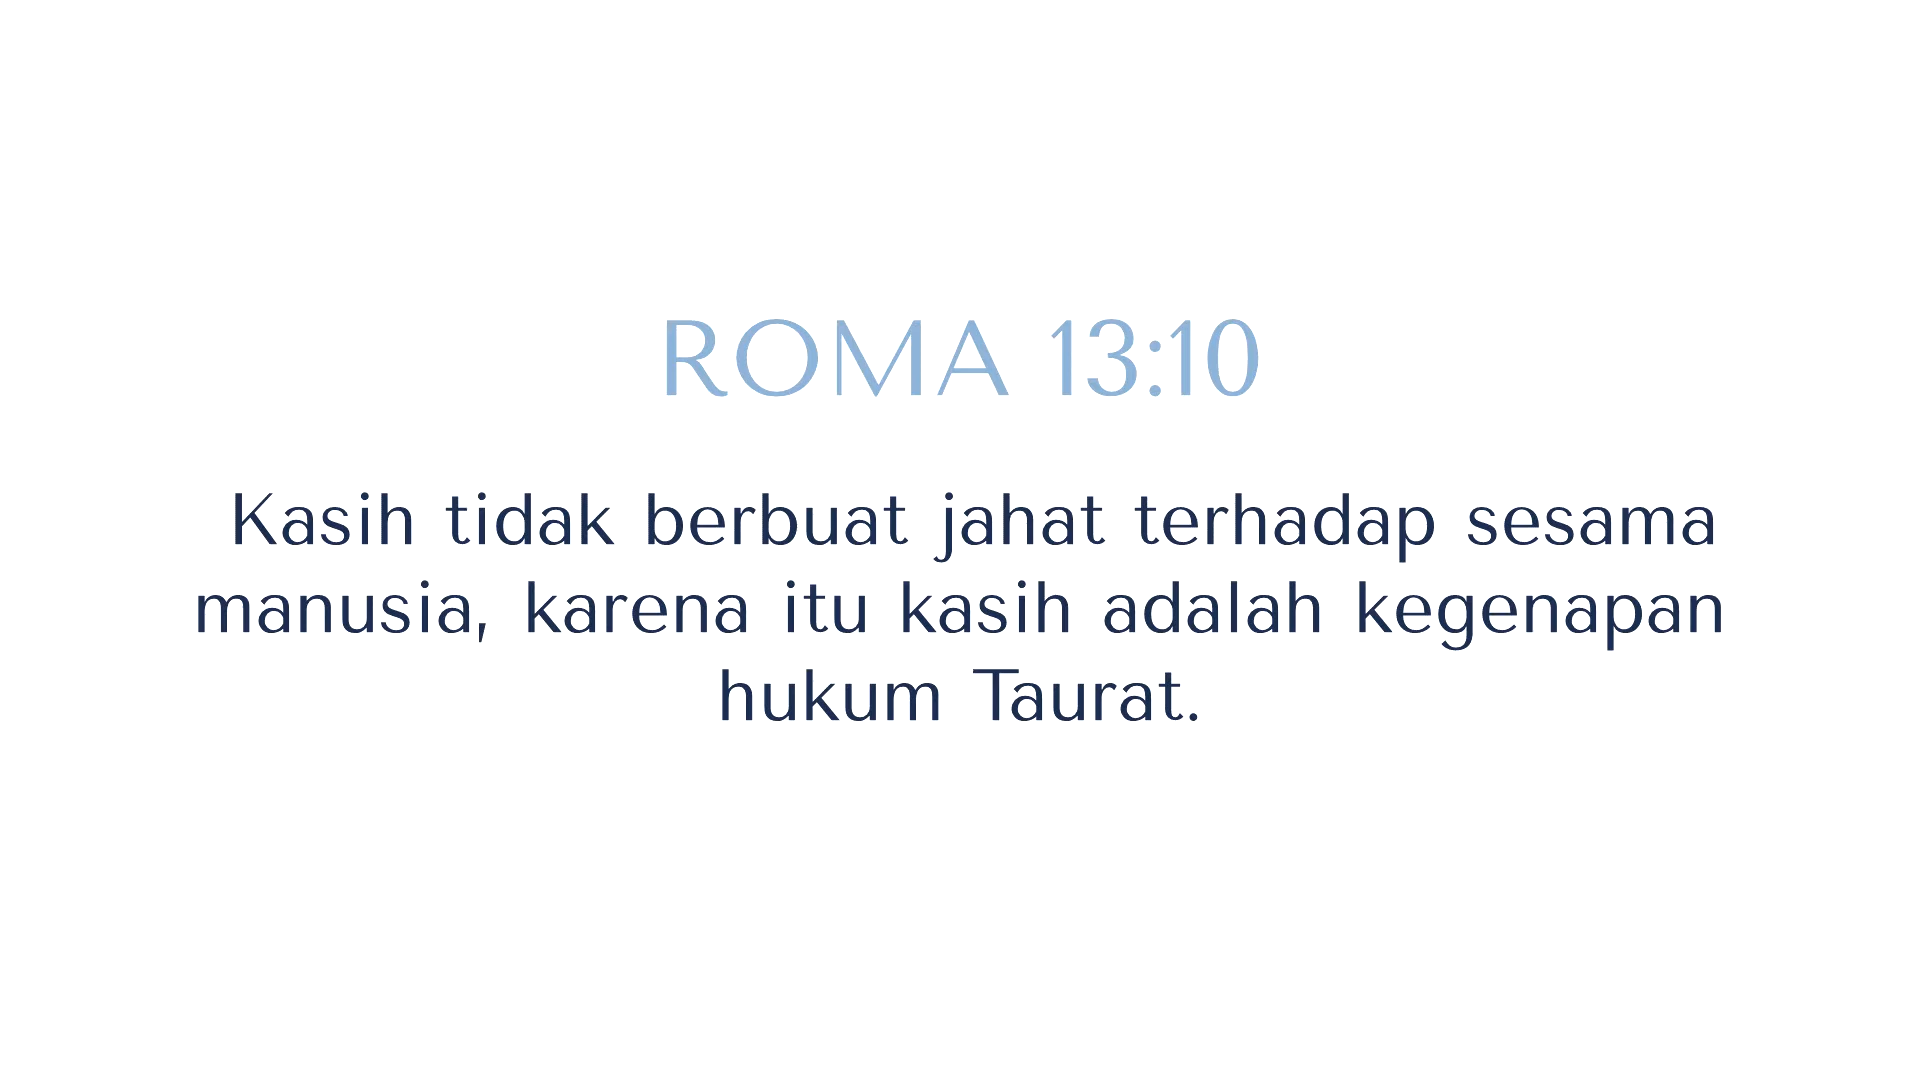 ROMA 13:10
Kasih tidak berbuat jahat terhadap sesama
manusia, karena itu kasih adalah kegenapan
hukum Taurat.